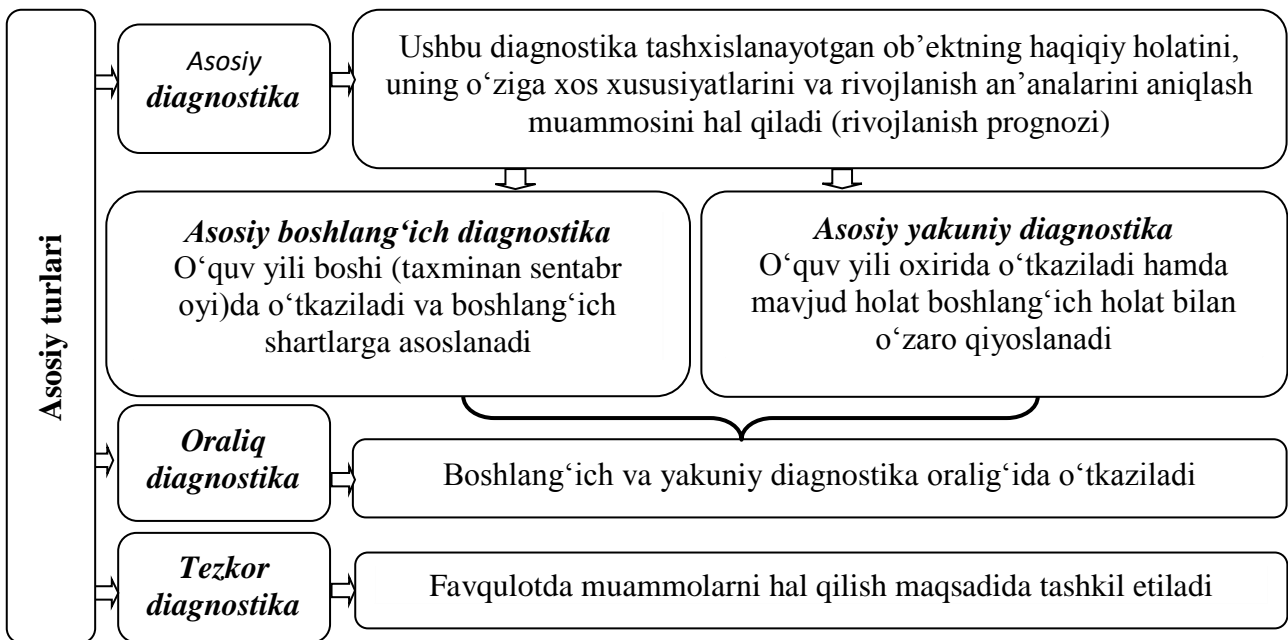 Asosiy turlari
Asosiy
diagnostika
Ushbu diagnostika tashxislanayotgan ob’ektning haqiqiy holatini,
uning o‘ziga xos xususiyatlarini va rivojlanish an’analarini aniqlash
muammosini hal qiladi (rivojlanish prognozi)
Asosiy boshlang‘ich diagnostika
O‘quv yili boshi (taxminan sentabr
oyi)da o‘tkaziladi va boshlang‘ich
shartlarga asoslanadi
Asosiy yakuniy diagnostika
O‘quv yili oxirida o‘tkaziladi hamda
mavjud holat boshlang‘ich holat bilan
o‘zaro qiyoslanadi
Oraliq
diagnostika
Boshlang‘ich va yakuniy diagnostika oralig‘ida o‘tkaziladi
Tezkor
diagnostika
Favqulotda muammolarni hal qilish maqsadida tashkil etiladi